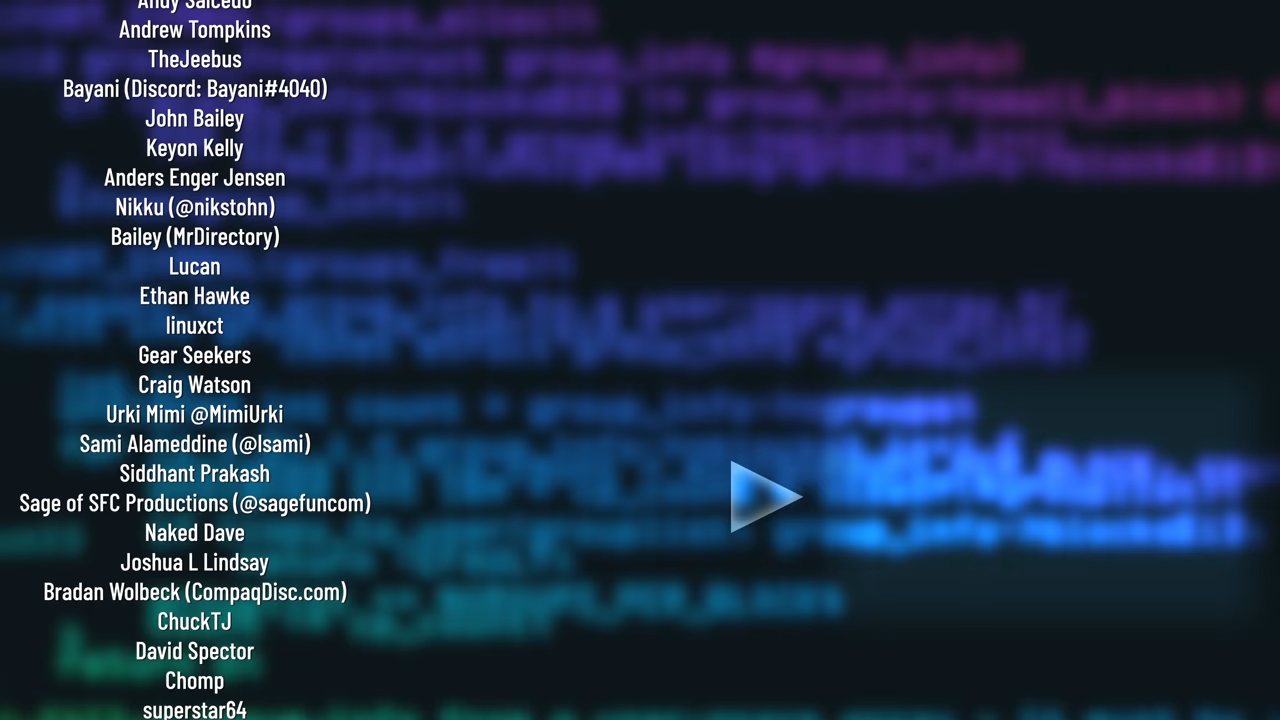 Andy Salcedo
Andrew Tompkins
TheJeebus
Bayani (Discord: Bayani#4040)
John Bailey
Keyon Kelly
Anders Enger Jensen
Nikku (@nikstohn)
Bailey (MrDirectory)
Lucan
Ethan Hawke
linuxct
Gear Seekers
Craig Watson
Urki Mimi @MimiUrki
Sami Alameddine (@lsami)
Siddhant Prakash
Sage of SFC Productions (@sagefuncom)
Naked Dave
Joshua L Lindsay
Bradan Wolbeck (CompaqDisc.com)
ChuckTJ
David Spector
Chomp
superstar64